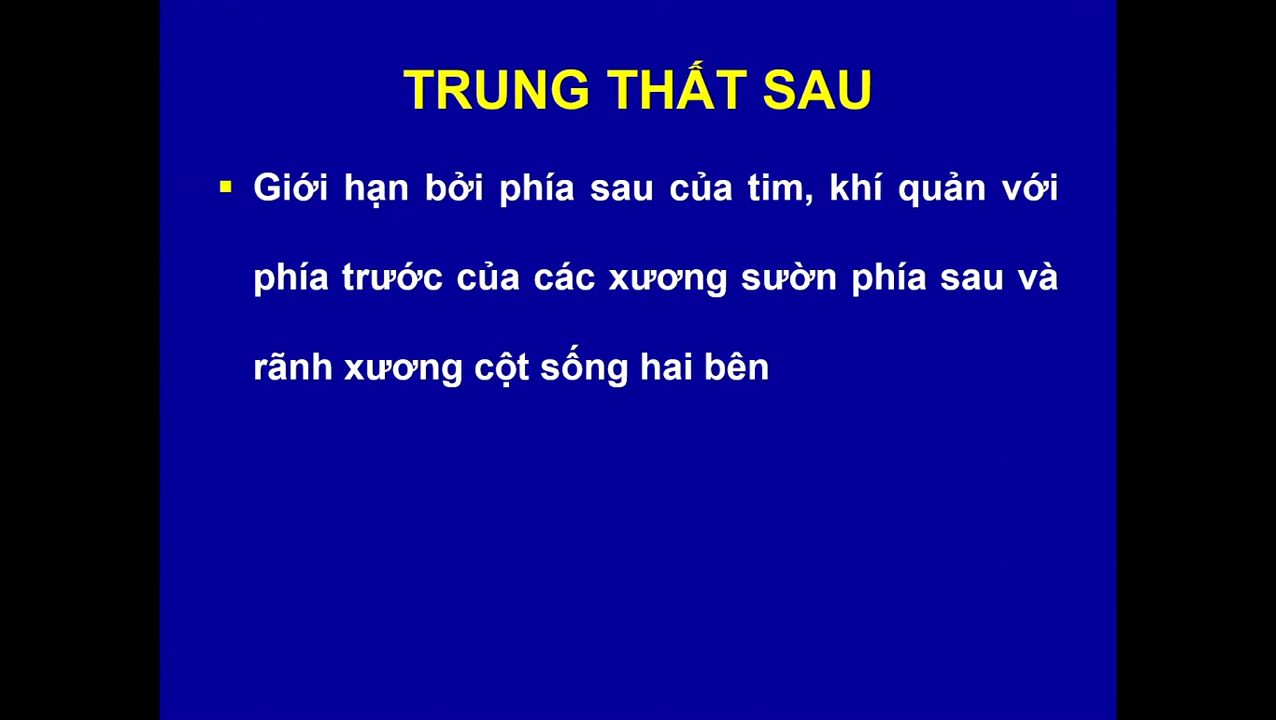 TRUNG THẤT SAU
▪ Giới hạn bởi phía sau của tim, khí quản với
phía trước của các xương sườn phía sau và
rãnh xương cột sống hai bên